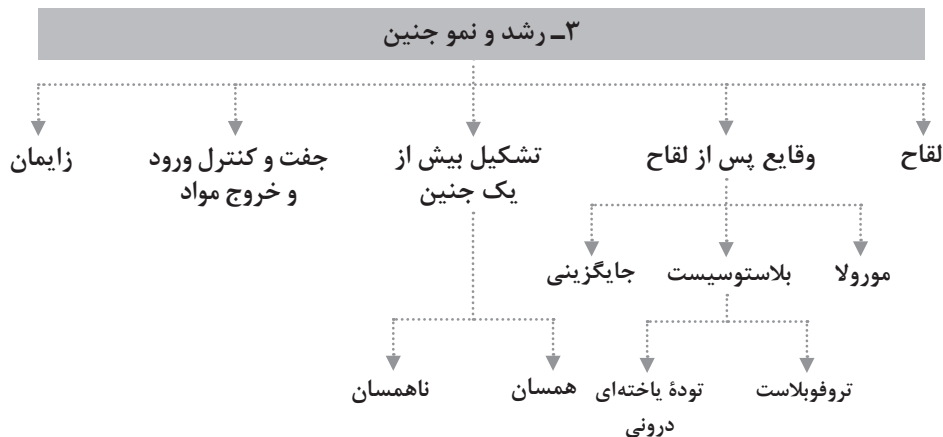 ۳ـ رشد و نمو جنین
لقاح
وقایع پس از لقاح
تشکیل بیش از
یک جنین
جفت و کنترل ورود
و خروج مواد
زایمان
مورولا
بلاستوسیست
جایگزینی
تروفوبلاست
تودهٔ یاخته‌ای
درونی
همسان
ناهمسان